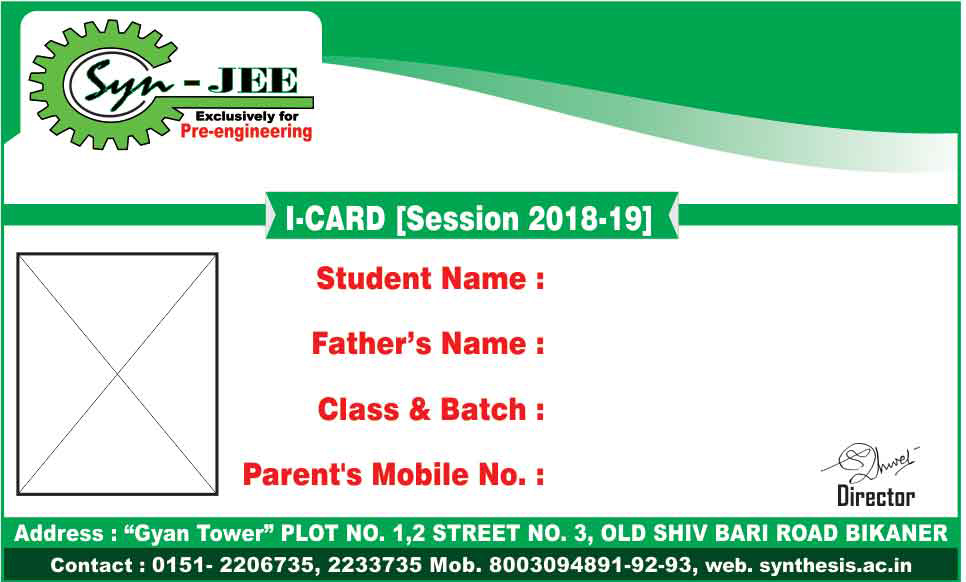 Syn - JEE
Exclusively for
Pre-engineering
I-CARD [Session 2018-19]
Student Name :
Father’s Name :
Class & Batch :
Parent's Mobile No. :
Director
Address : “Gyan Tower” PLOT NO. 1,2 STREET NO. 3, OLD SHIV BARI ROAD BIKANER
Contact : 0151- 2206735, 2233735 Mob. 8003094891-92-93, web. synthesis.ac.in